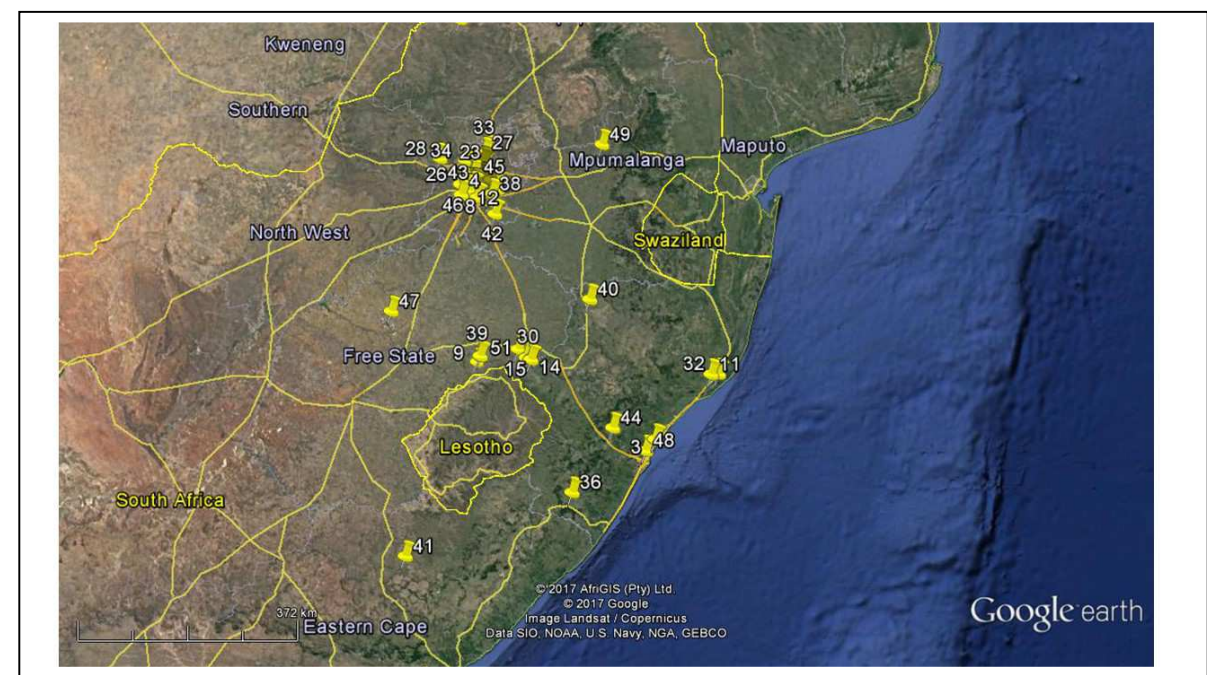 Kweneng
Southern
33
28
34
23
27
49
Mpumalanga
Maputo
26
43
4
45
38
46
8
12
42
North West
Swaziland
40
47
39
51
30
Free State
9
15
14
32
11
44
Lesotho
3
48
36
South Africa
41
© 2017 AfriGIS (Pty) Ltd.
© 2017 Google
Image Landsat / Copernicus
Data SIO, NOAA, U.S. Navy, NGA, GEBCO
372 km
Eastern Cape
Google earth